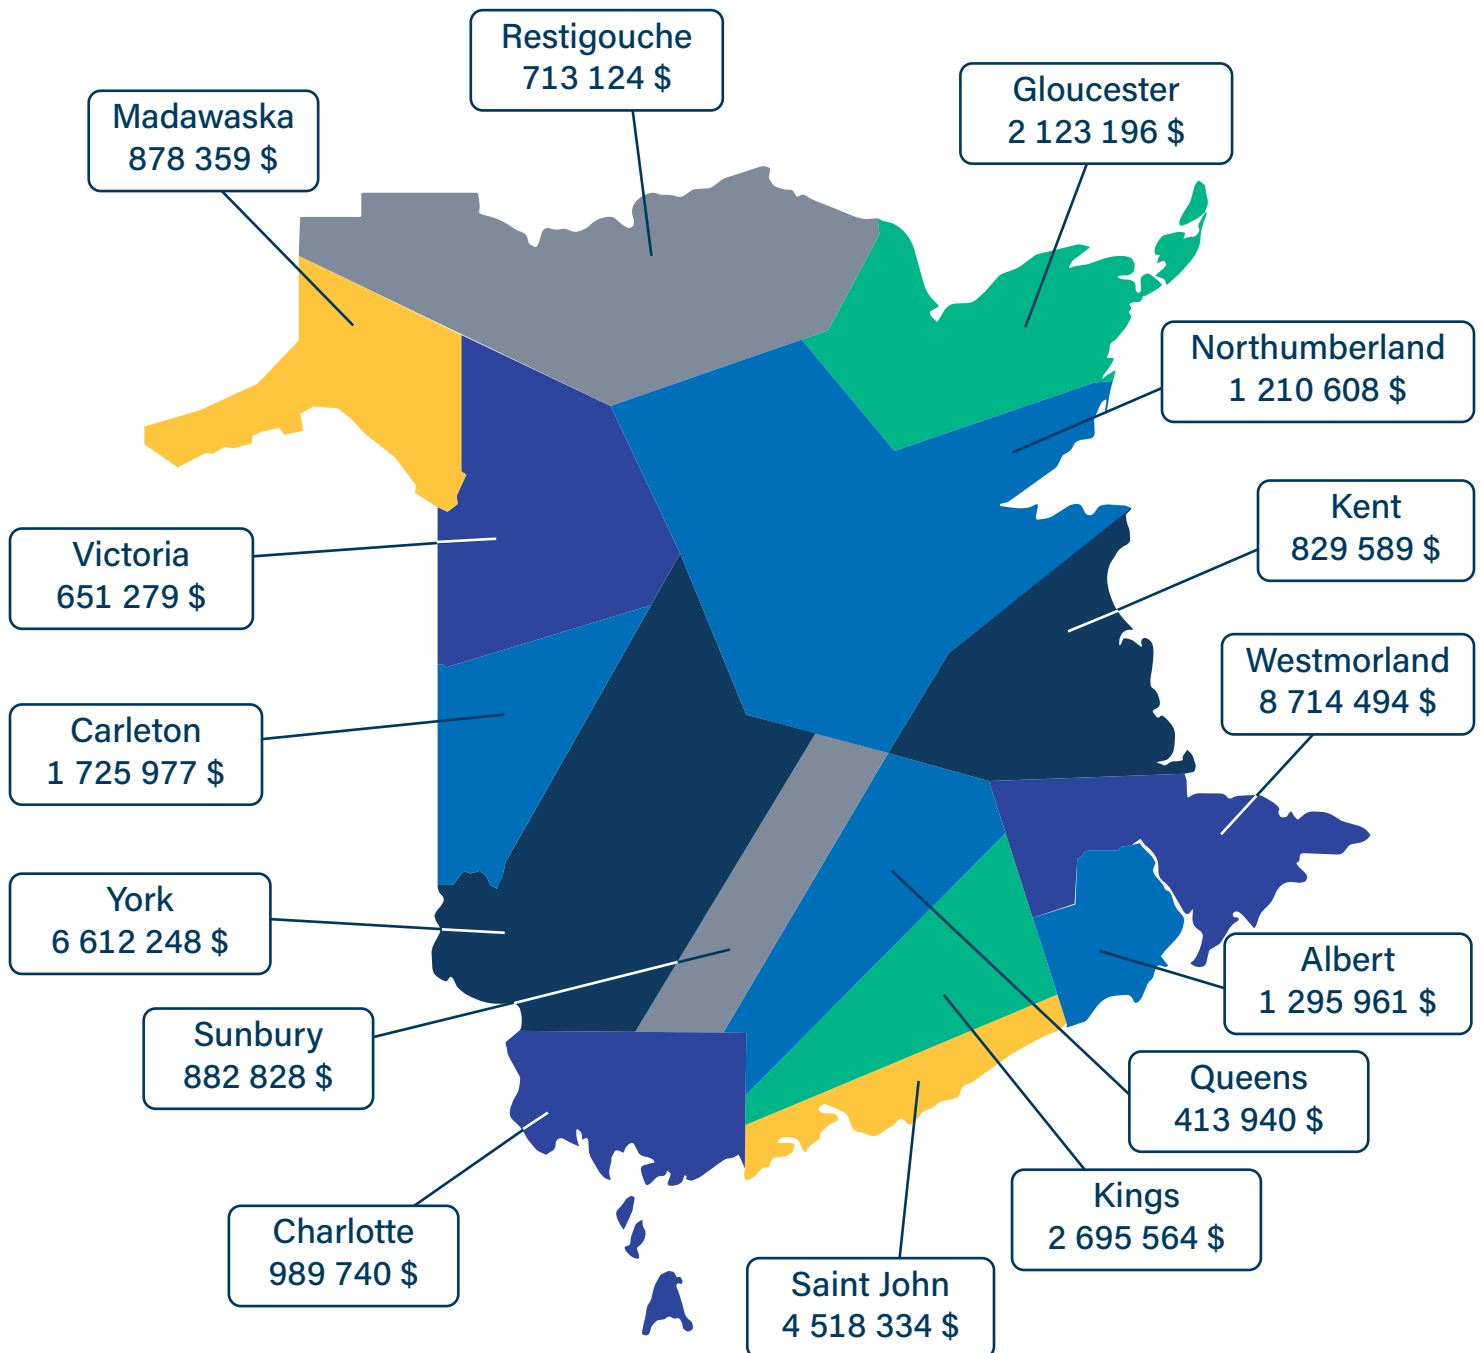 Restigouche
713 124 $
Gloucester
2 123 196 $
Madawaska
878 359 $
Northumberland
1 210 608 $
Kent
829 589 $
Victoria
651 279 $
Westmorland
8 714 494 $
Carleton
1 725 977 $
York
6 612 248 $
Albert
1 295 961 $
Sunbury
882 828 $
Queens
413 940 $
Kings
2 695 564 $
Charlotte
989 740 $
Saint John
4 518 334 $